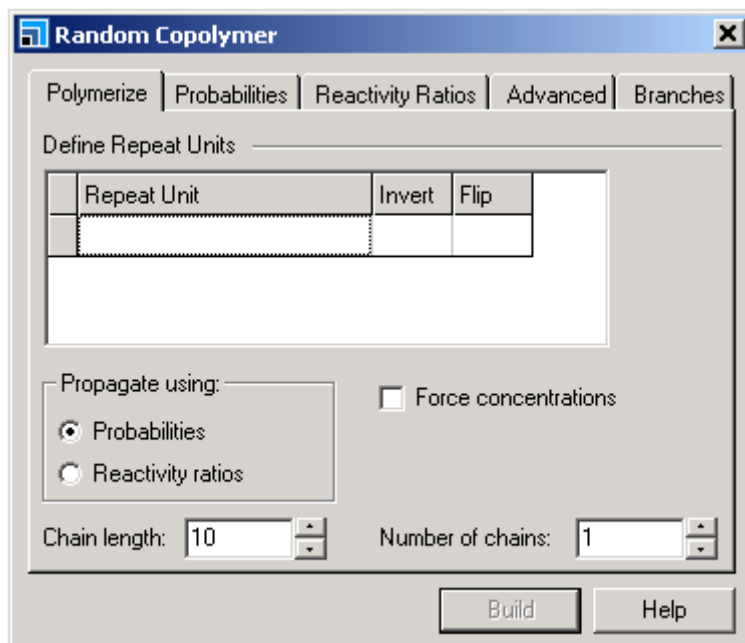 Random Copolymer
Polymerize Probabilities Reactivity Ratios Advanced Branches
Define Repeat Units
Repeat Unit Invert Flip
Propagate using:
Force concentrations
Probabilities
Reactivity ratios
Chain length: 10 Number of chains: 1
Build Help